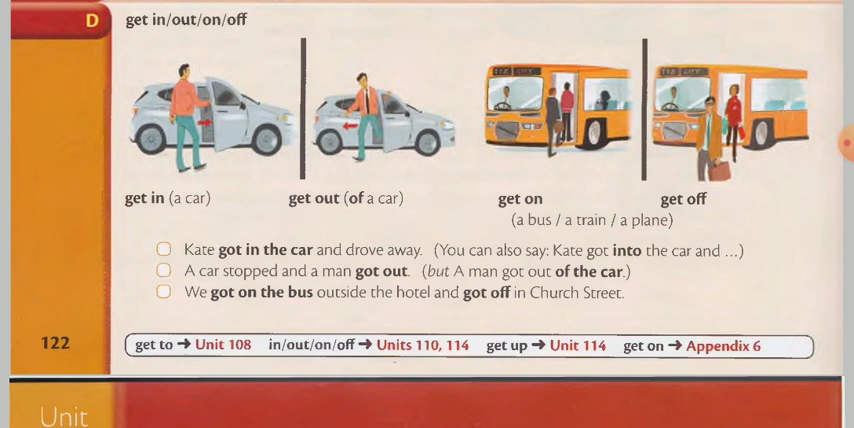 D
get in/out/on/off
get in (a car)
get out (of a car)
get on
get off
(a bus / a train / a plane)
Kate got in the car and drove away. (You can also say: Kate got into the car and ...)
A car stopped and a man got out. (but A man got out of the car.)
We got on the bus outside the hotel and got off in Church Street.
122
get to → Unit 108 in/out/on/off → Units 110, 114 get up → Unit 114 get on → Appendix 6
Unit